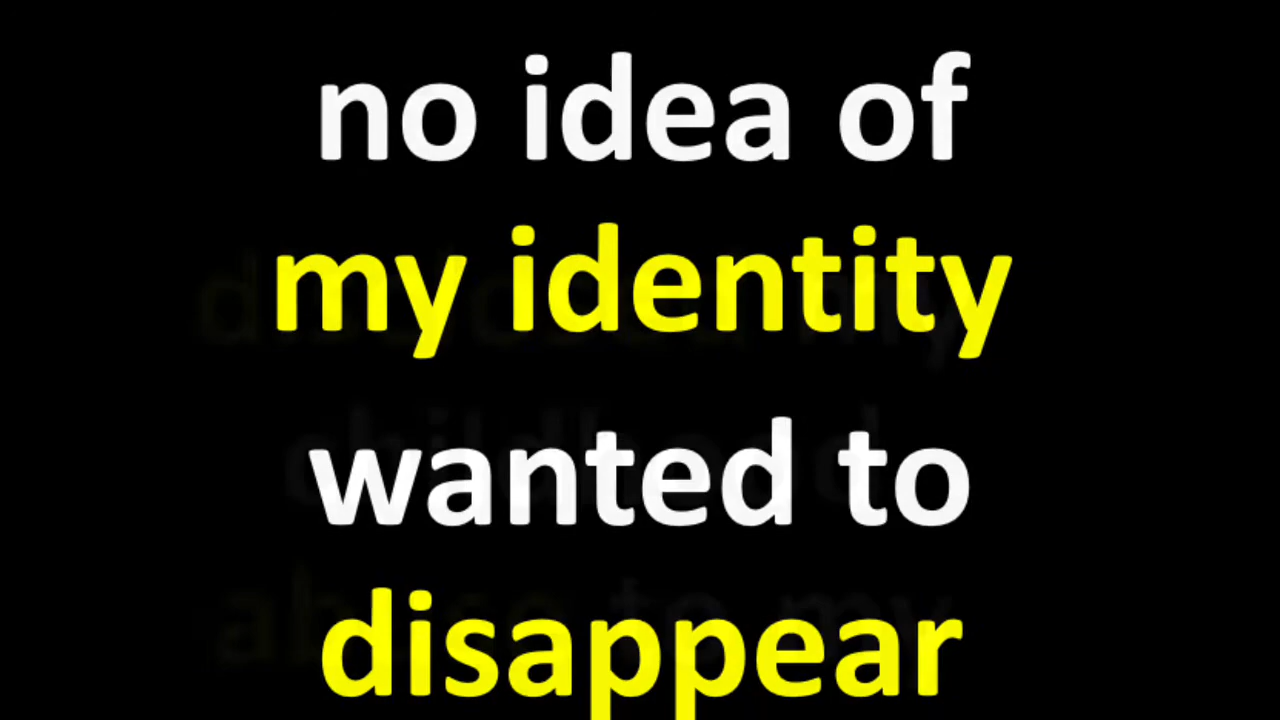 no idea of
my identity
wanted to
disappear